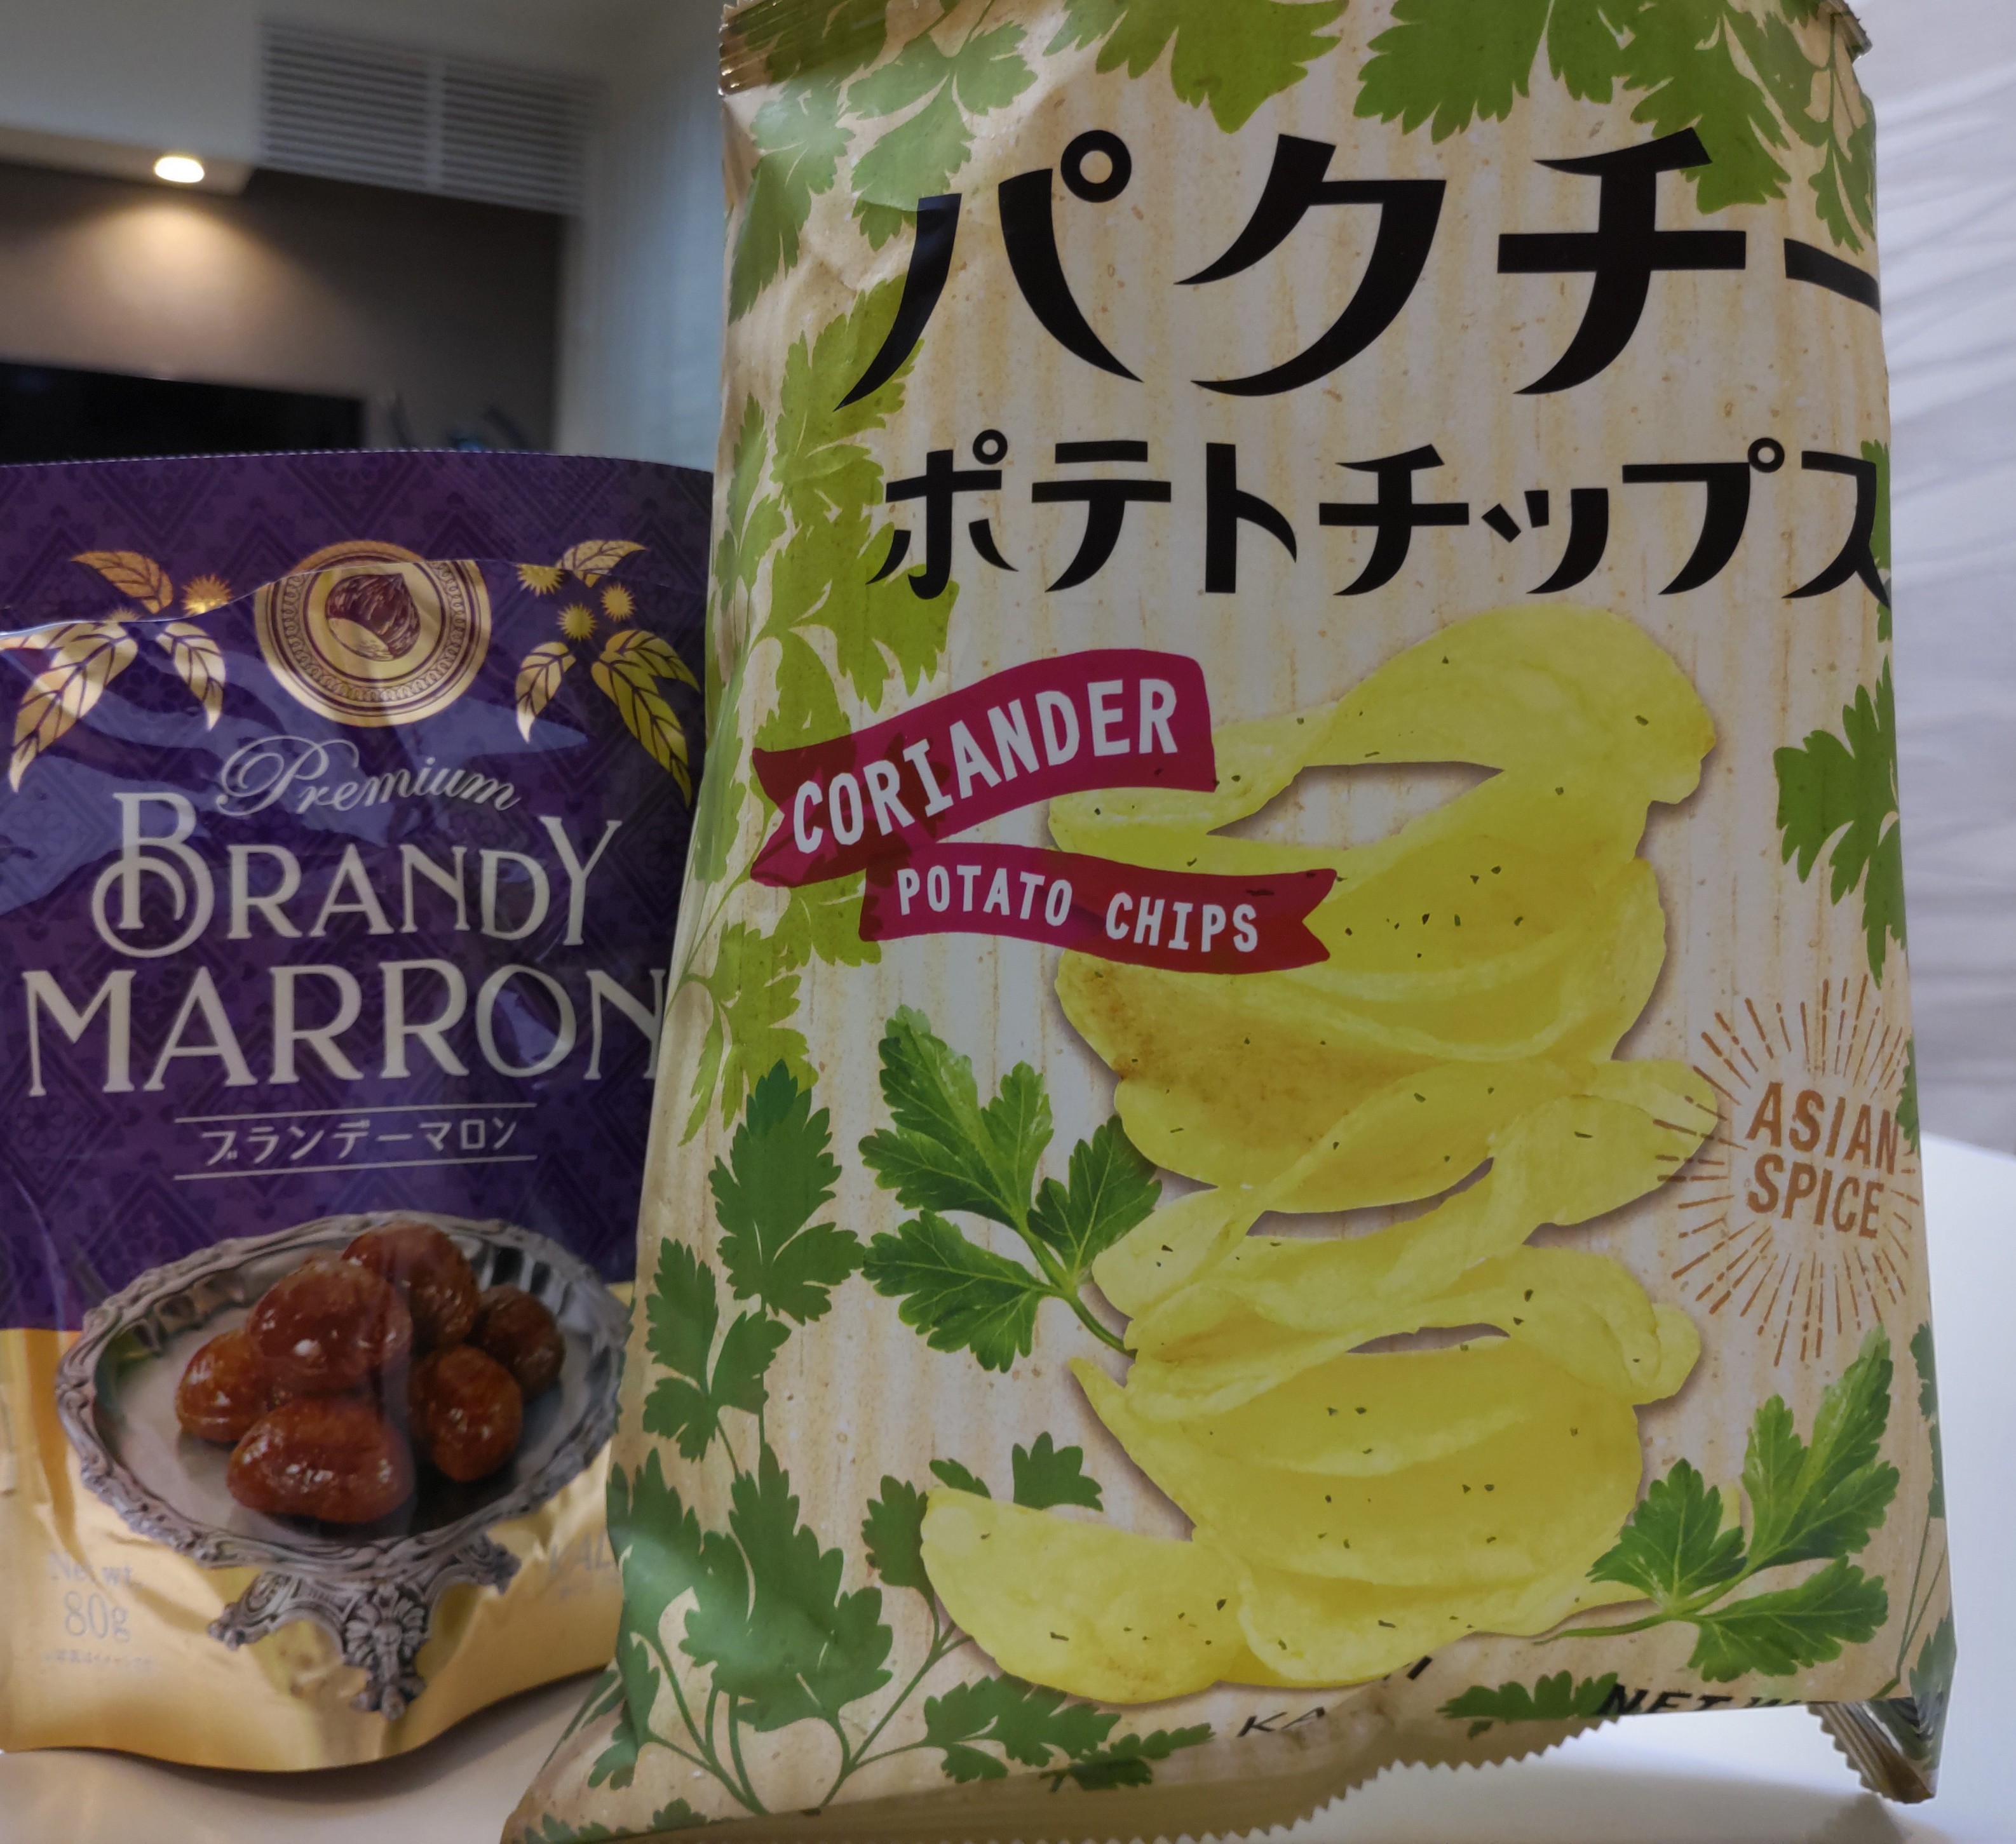 Premium
BRANDY
MARRON
ブランデーマロン
Net wt.
80g
パクチー
ポテトチップス
CORIANDER
POTATO CHIPS
ASIAN
SPICE